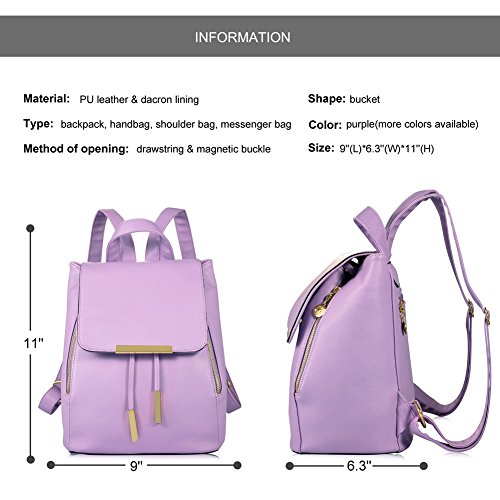 INFORMATION
Material: PU leather & dacron lining
Shape: bucket
Type: backpack, handbag, shoulder bag, messenger bag
Color: purple(more colors available)
Method of opening: drawstring & magnetic buckle
Size: 9"(L)*6.3"(W)*11"(H)
11"
9"
6.3"